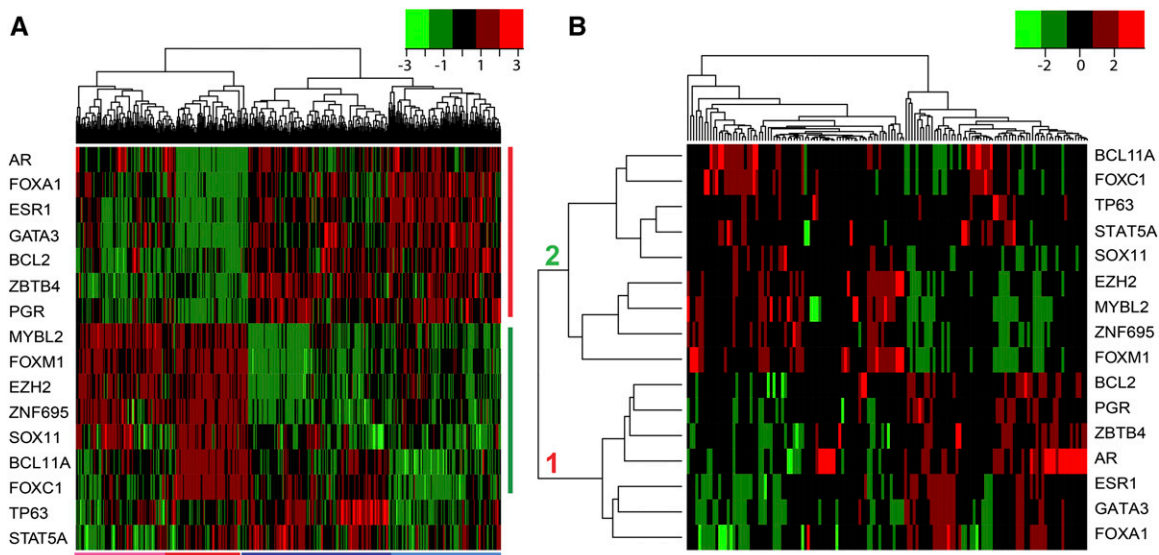 A
-3 -1 1 3
AR
FOXA1
ESR1
GATA3
BCL2
ZBTB4
PGR
MYBL2
FOXM1
EZH2
ZNF695
SOX11
BCL11A
FOXC1
TP63
STAT5A
B
-2 0 2
2
1
BCL11A
FOXC1
TP63
STAT5A
SOX11
EZH2
MYBL2
ZNF695
FOXM1
BCL2
PGR
ZBTB4
AR
ESR1
GATA3
FOXA1